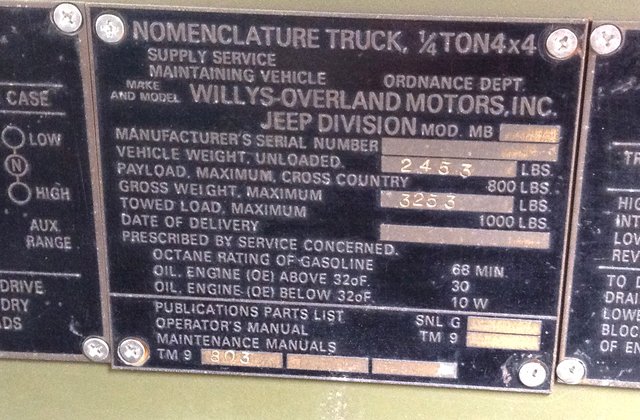 NOMENCLATURE TRUCK, ¼ TON 4x4
SUPPLY SERVICE
MAINTAINING VEHICLE ORDNANCE DEPT.
MAKE AND MODEL WILLYS-OVERLAND MOTORS, INC.
JEEP DIVISION MOD. MB
MANUFACTURER'S SERIAL NUMBER
VEHICLE WEIGHT, UNLOADED 2453 LBS.
PAYLOAD, MAXIMUM, CROSS COUNTRY 800 LBS.
GROSS WEIGHT, MAXIMUM 3253 LBS.
TOWED LOAD, MAXIMUM 1000 LBS.
DATE OF DELIVERY
PRESCRIBED BY SERVICE CONCERNED.
OCTANE RATING OF GASOLINE 68 MIN.
OIL. ENGINE (OE) ABOVE 32oF. 30
OIL. ENGINE (OE) BELOW 32oF. 10 W
PUBLICATIONS PARTS LIST SNL G
OPERATOR'S MANUAL TM 9
MAINTENANCE MANUALS
TM 9 803
CASE
LOW
N
HIGH
AUX.
RANGE
DRIVE
DRY
ADS
HIG
INT
LOW
REV
TO D
DRAI
LOWE
BLOC
OF EN